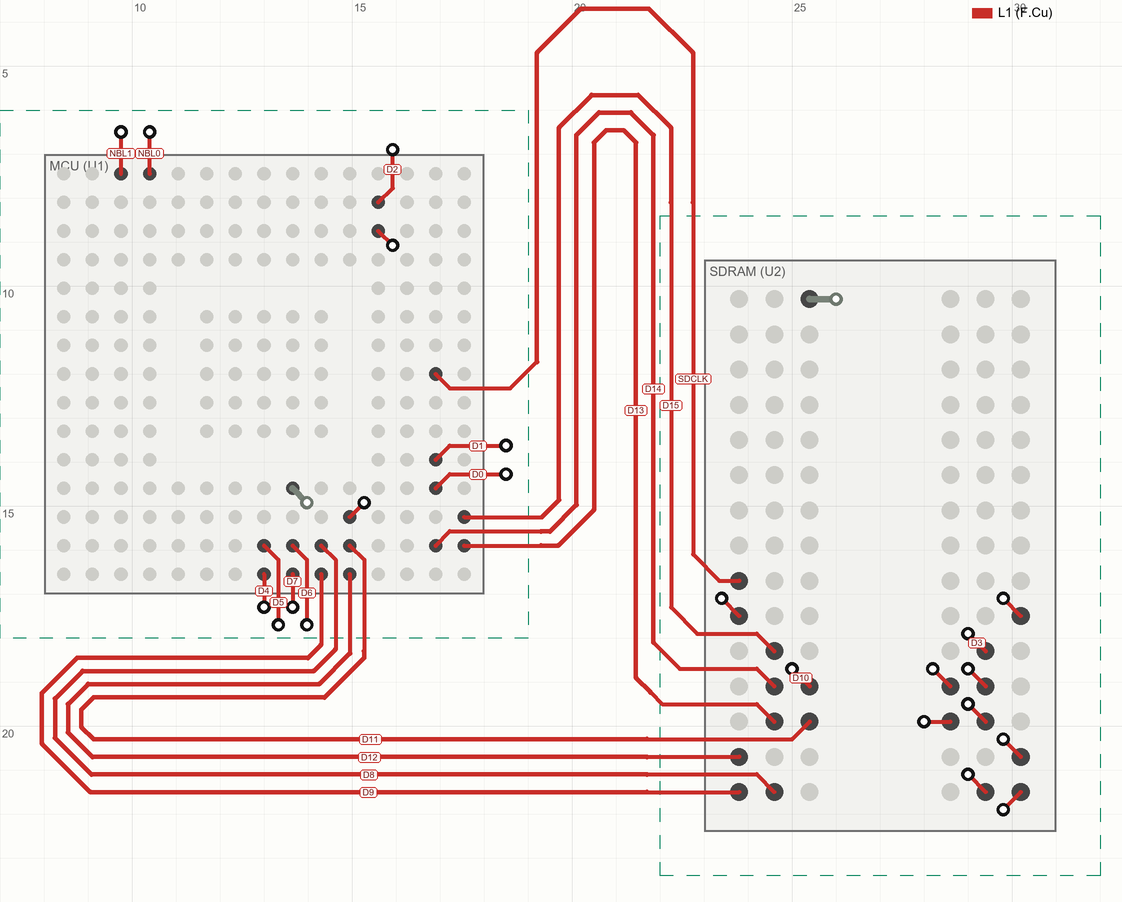 10
15
20
25
30
L1 (F.Cu)
5
NBL1
NBL0
MCU (U1)
D2
SDRAM (U2)
10
SDCLK
D14
D15
D13
D1
D0
15
D7
D4
D6
D5
D3
D10
20
D11
D12
D8
D9